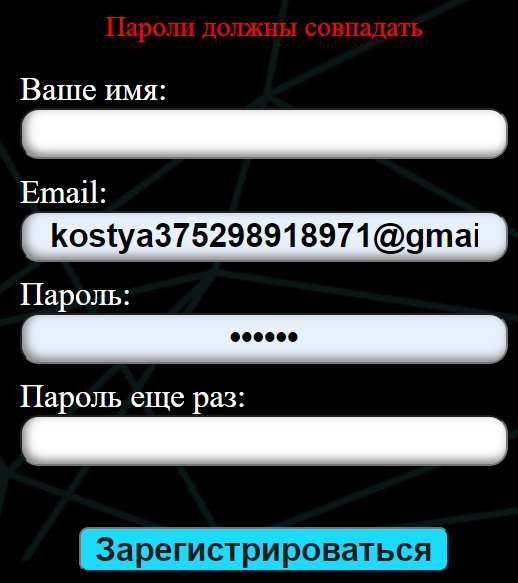 Пароли должны совпадать
Ваше имя:
Email:
kostya375298918971@gmai
Пароль:
••••••
Пароль еще раз:
Зарегистрироваться